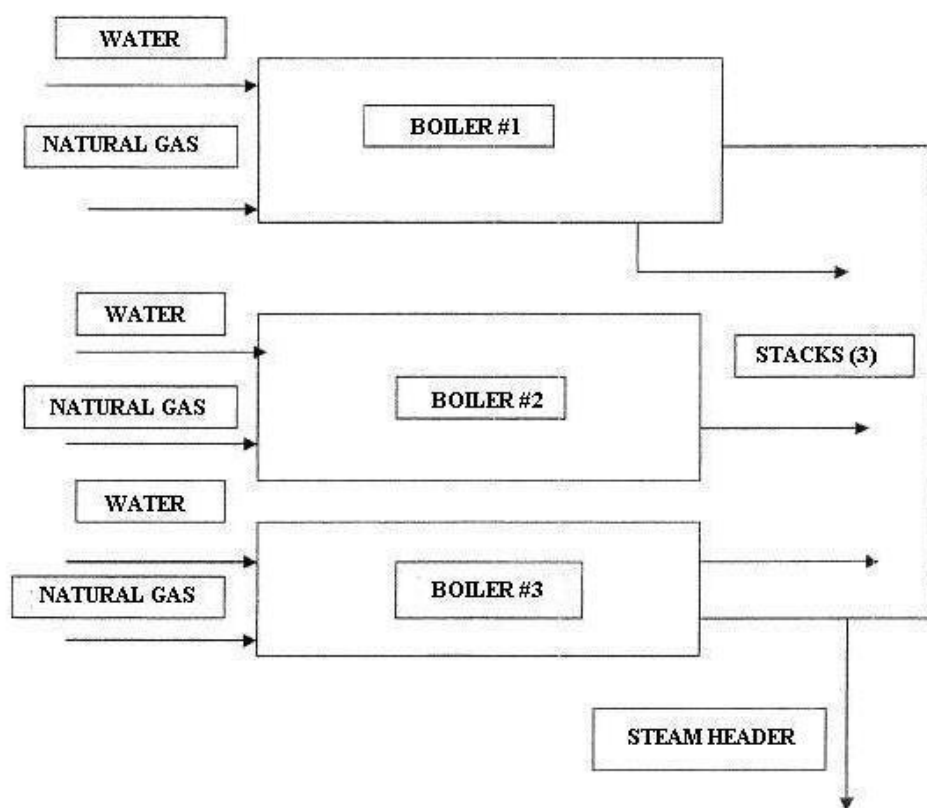 WATER
BOILER #1
NATURAL GAS
WATER
STACKS (3)
NATURAL GAS
BOILER #2
WATER
NATURAL GAS
BOILER #3
STEAM HEADER